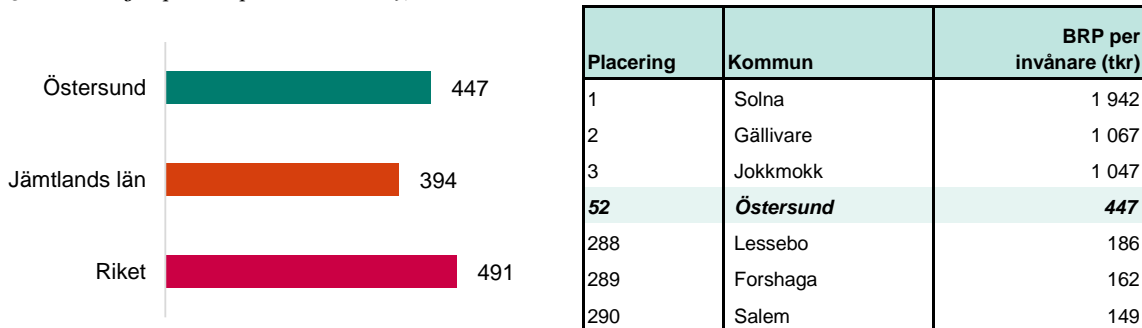 Östersund 447
Jämtlands län 394
Riket 491
Placering Kommun BRP per invånare (tkr)
1 Solna 1 942
2 Gällivare 1 067
3 Jokkmokk 1 047
52 Östersund 447
288 Lessebo 186
289 Forshaga 162
290 Salem 149